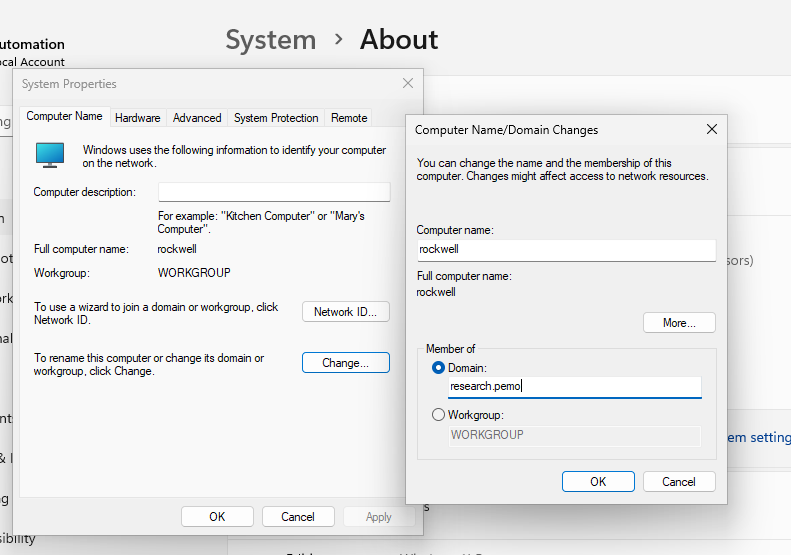 System > About
utomation
ocal Account
System Properties
Computer Name
Hardware
Advanced
System Protection
Remote
Windows uses the following information to identify your computer
on the network.
Computer description:
For example: "Kitchen Computer" or "Mary's
Computer".
Full computer name:
rockwell
Workgroup:
WORKGROUP
To use a wizard to join a domain or workgroup, click
Network ID.
Network ID...
To rename this computer or change its domain or
workgroup, click Change.
Change...
OK
Cancel
Apply
Computer Name/Domain Changes
You can change the name and the membership of this
computer. Changes might affect access to network resources.
Computer name:
rockwell
Full computer name:
rockwell
More...
Member of
Domain:
research.pemo
Workgroup:
WORKGROUP
OK
Cancel
sors)
em setting